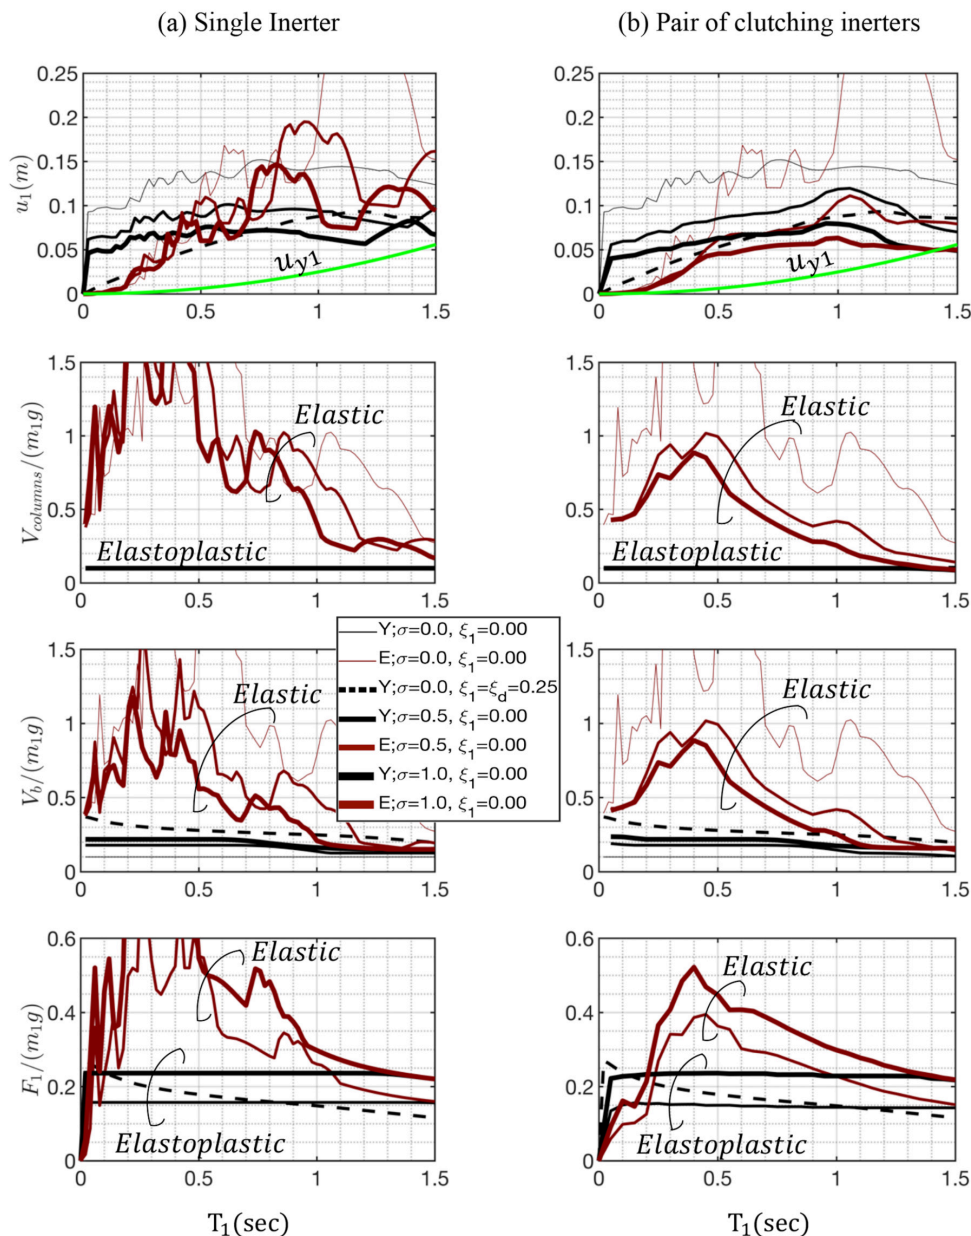 (a) Single Inerter
(b) Pair of clutching inerters
0.25
0.2
0.15
0.1
0.05
0
u₁(m)
u_y1
0 0.5 1 1.5
0.25
0.2
0.15
0.1
0.05
0
u_y1
0 0.5 1 1.5
1.5
1
0.5
0
V_columns/(m₁g)
Elastic
Elastoplastic
0 0.5 1 1.5
1.5
1
0.5
0
Elastic
Elastoplastic
0 0.5 1 1.5
1.5
1
0.5
0
V_b/(m₁g)
Elastic
0 0.5 1 1.5
Y;σ=0.0, ξ₁=0.00
E;σ=0.0, ξ₁=0.00
Y;σ=0.0, ξ₁=ξ_d=0.25
Y;σ=0.5, ξ₁=0.00
E;σ=0.5, ξ₁=0.00
Y;σ=1.0, ξ₁=0.00
E;σ=1.0, ξ₁=0.00
1.5
1
0.5
0
Elastic
0 0.5 1 1.5
0.6
0.4
0.2
0
F₁/(m₁g)
Elastic
Elastoplastic
0 0.5 1 1.5
T₁(sec)
0.6
0.4
0.2
0
Elastic
Elastoplastic
0 0.5 1 1.5
T₁(sec)